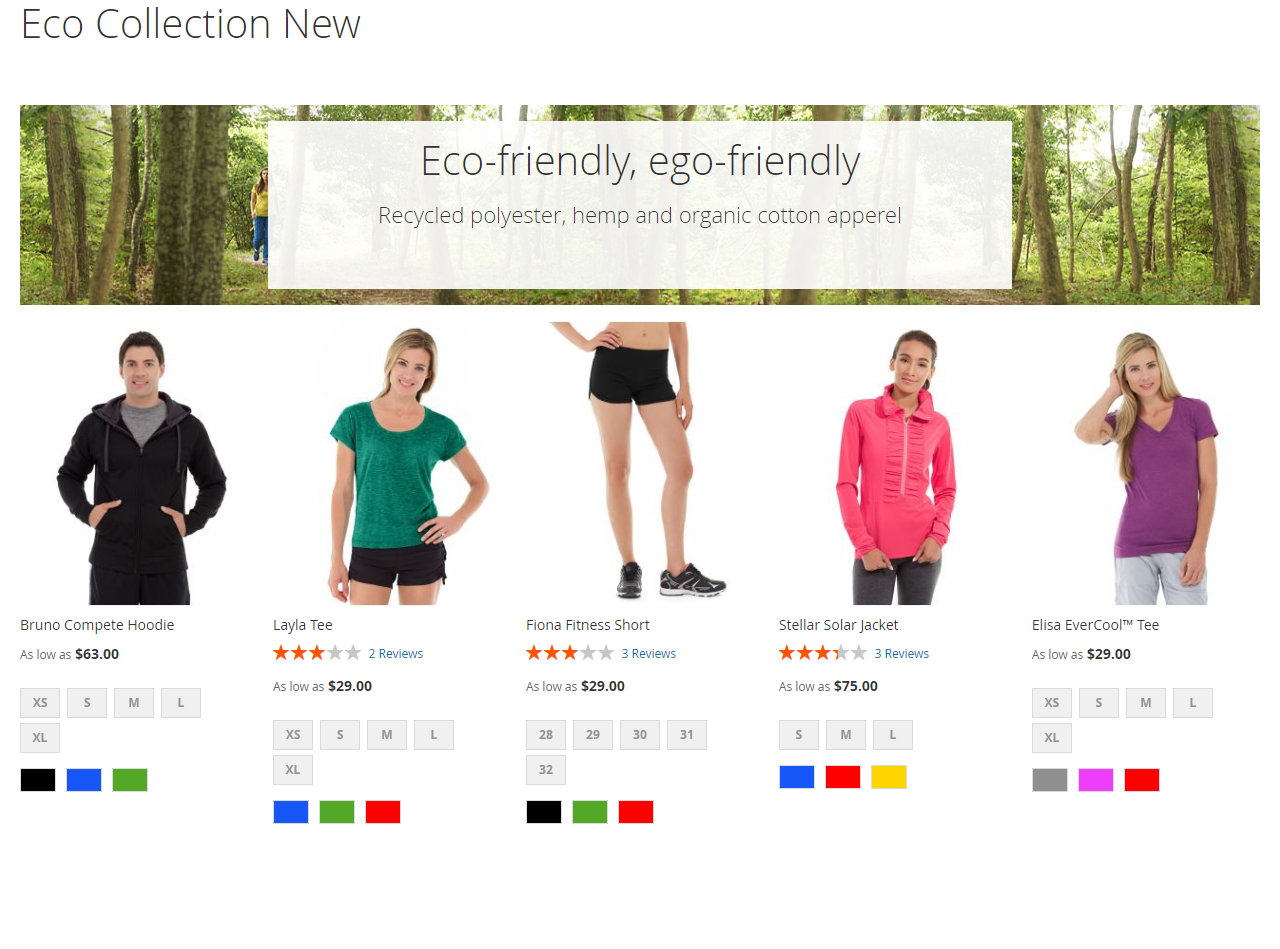 Eco Collection New
Eco-friendly, ego-friendly
Recycled polyester, hemp and organic cotton apperel
Bruno Compete Hoodie
As low as $63.00
XS S M L
XL
Layla Tee
2 Reviews
As low as $29.00
XS S M L
XL
Fiona Fitness Short
3 Reviews
As low as $29.00
28 29 30 31
32
Stellar Solar Jacket
3 Reviews
As low as $75.00
S M L
Elisa EverCool™ Tee
As low as $29.00
XS S M L
XL